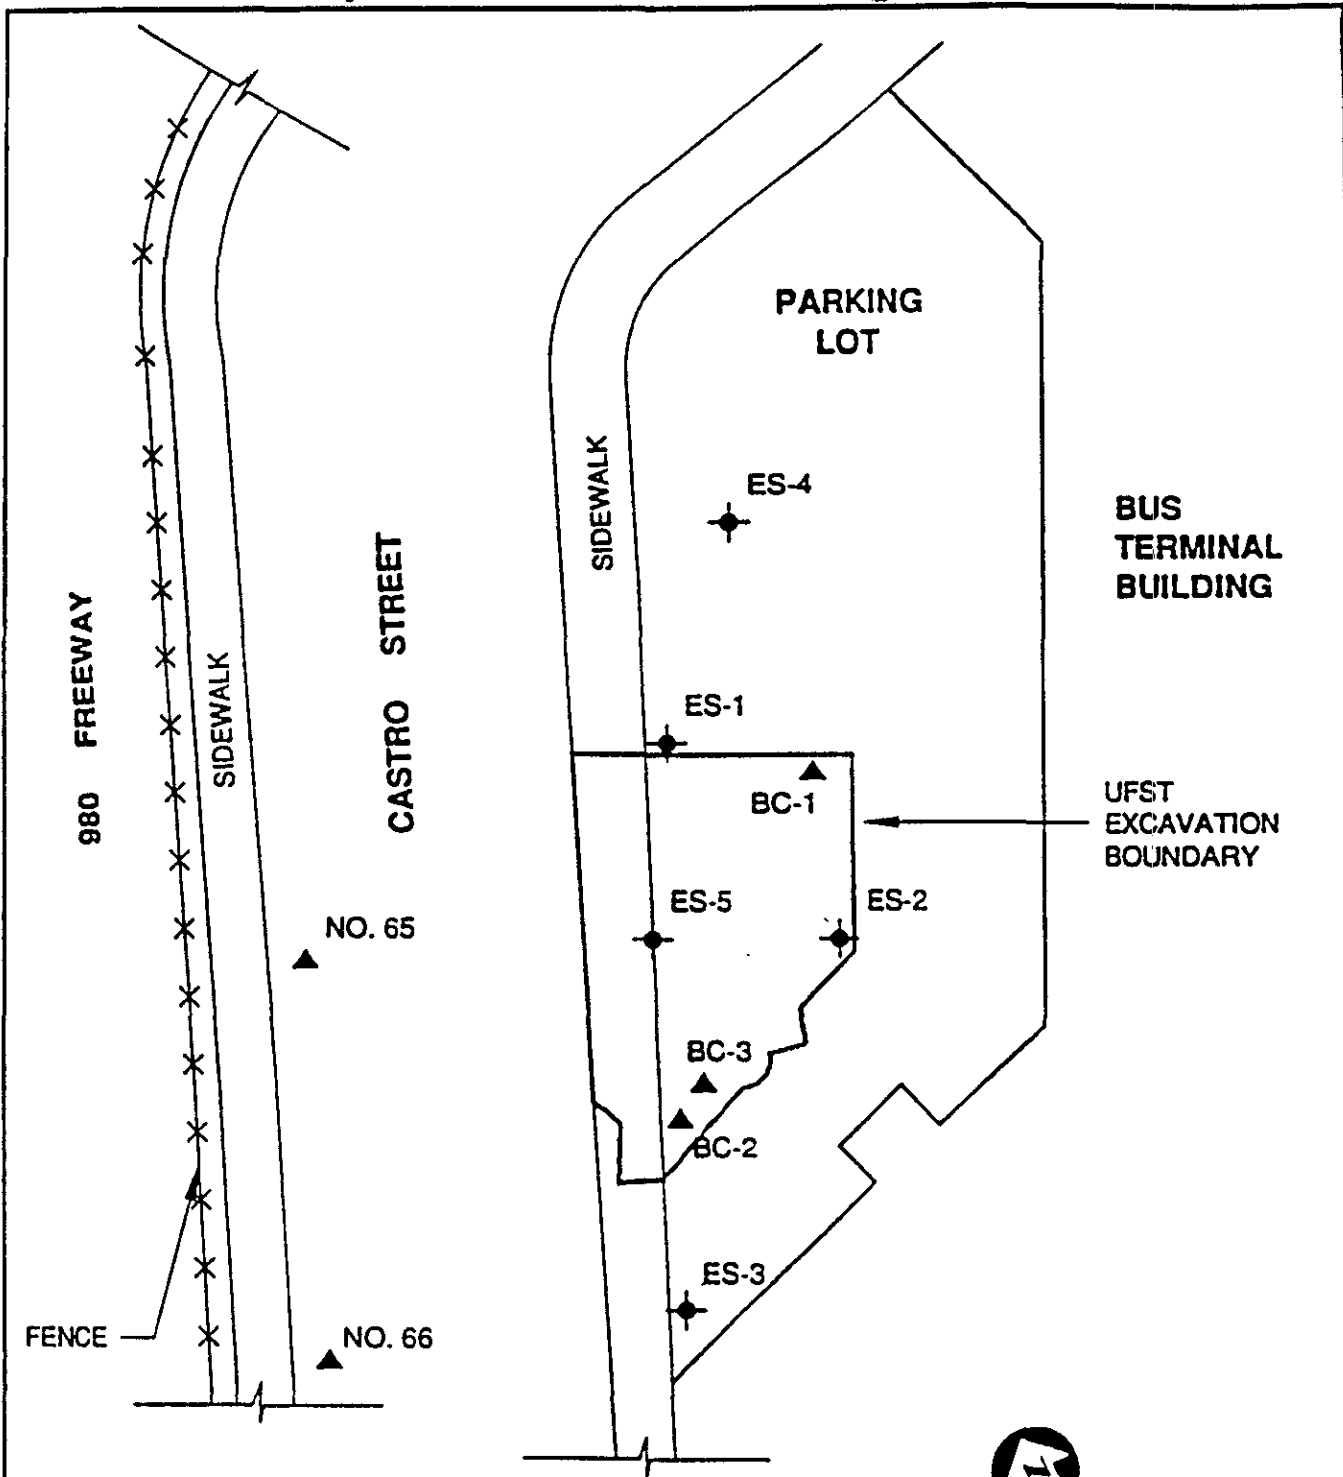 PARKING
LOT
SIDEWALK
ES-4
BUS
TERMINAL
BUILDING
980 FREEWAY
SIDEWALK
CASTRO STREET
ES-1
BC-1
UFST
EXCAVATION
BOUNDARY
ES-5
ES-2
NO. 65
BC-3
BC-2
ES-3
FENCE
NO. 66